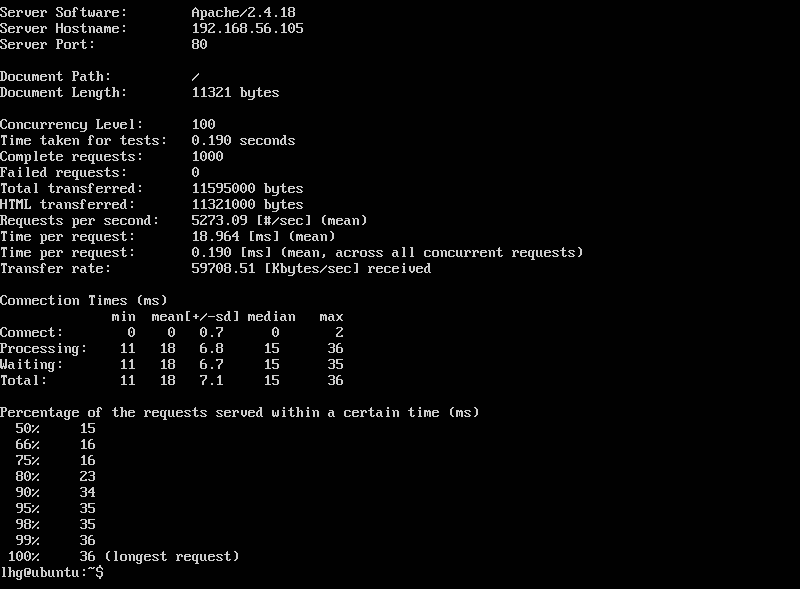 Server Software:        Apache/2.4.18
Server Hostname:        192.168.56.105
Server Port:            80

Document Path:          /
Document Length:        11321 bytes

Concurrency Level:      100
Time taken for tests:   0.190 seconds
Complete requests:      1000
Failed requests:        0
Total transferred:      11595000 bytes
HTML transferred:       11321000 bytes
Requests per second:    5273.09 [#/sec] (mean)
Time per request:       18.964 [ms] (mean)
Time per request:       0.190 [ms] (mean, across all concurrent requests)
Transfer rate:          59708.51 [Kbytes/sec] received

Connection Times (ms)
              min  mean[+/-sd] median   max
Connect:        0    0   0.7      0       2
Processing:    11   18   6.8     15      36
Waiting:       11   18   6.7     15      35
Total:         11   18   7.1     15      36

Percentage of the requests served within a certain time (ms)
  50%     15
  66%     16
  75%     16
  80%     23
  90%     34
  95%     35
  98%     35
  99%     36
 100%     36 (longest request)
lhg@ubuntu:~$